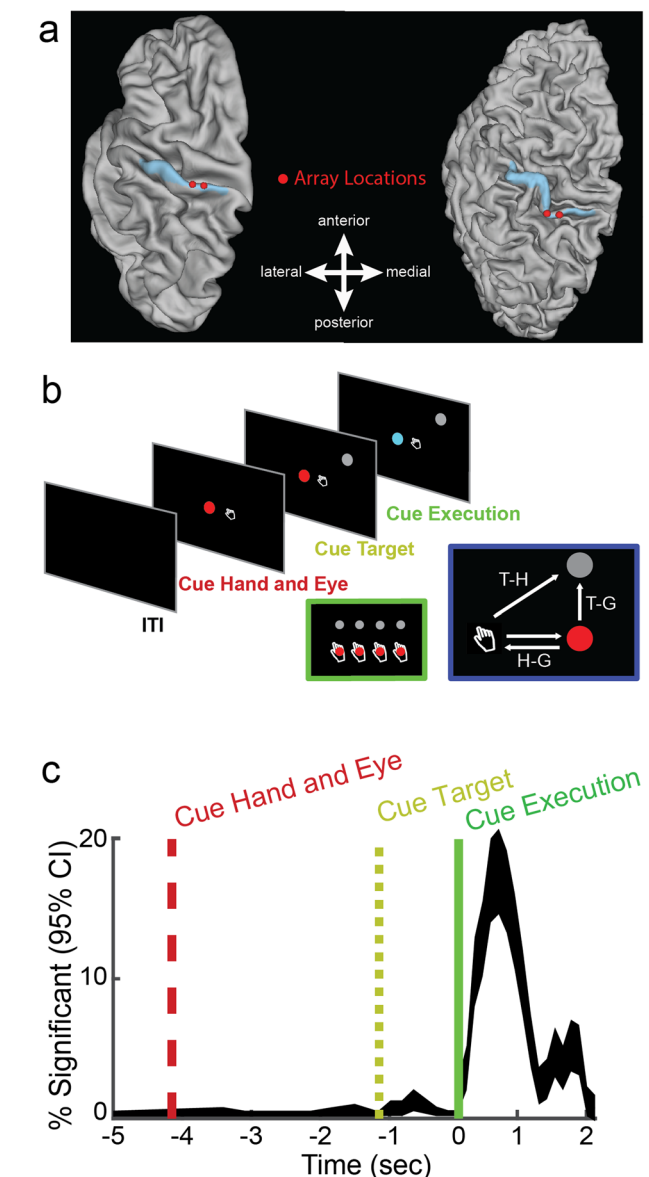 a
Array Locations
anterior
lateral
medial
posterior
b
Cue Execution
Cue Target
Cue Hand and Eye
ITI
T-H
T-G
H-G
c
Cue Hand and Eye
Cue Target
Cue Execution
% Significant (95% CI)
20
10
0
-5 -4 -3 -2 -1 0 1 2
Time (sec)